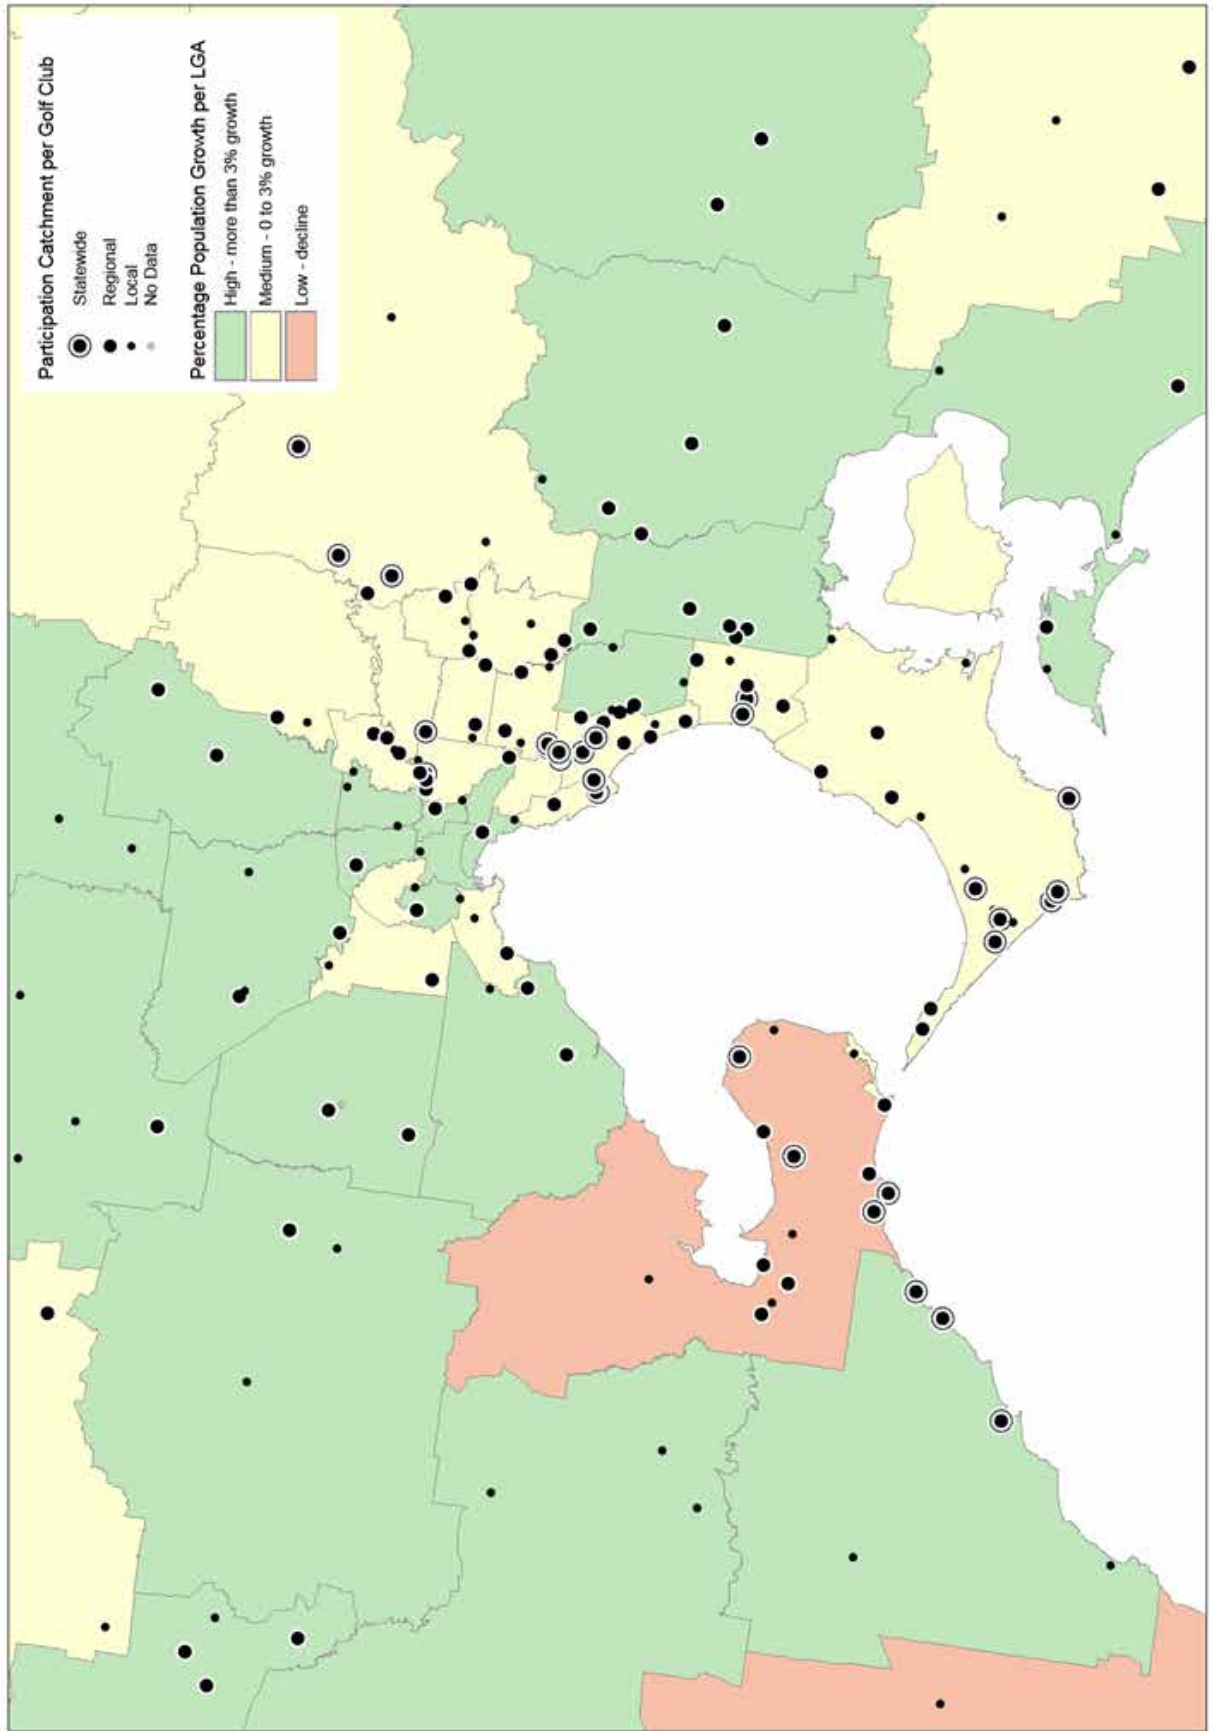 Participation Catchment per Golf Club
Statewide
Regional
Local
No Data
Percentage Population Growth per LGA
High - more than 3% growth
Medium - 0 to 3% growth
Low - decline